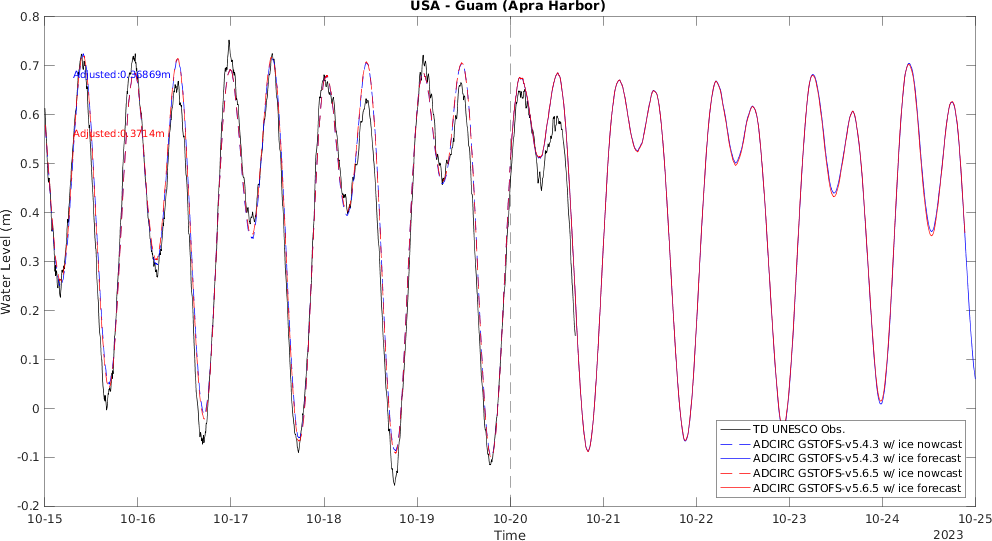 USA - Guam (Apra Harbor)
0.8
0.7
0.6
0.5
0.4
0.3
0.2
0.1
0
-0.1
-0.2
Water Level (m)
Adjusted:0.36869m
Adjusted:0.3714m
TD UNESCO Obs.
ADCIRC GSTOFS-v5.4.3 w/ ice nowcast
ADCIRC GSTOFS-v5.4.3 w/ ice forecast
ADCIRC GSTOFS-v5.6.5 w/ ice nowcast
ADCIRC GSTOFS-v5.6.5 w/ ice forecast
10-15 10-16 10-17 10-18 10-19 10-20 10-21 10-22 10-23 10-24 10-25
Time
2023